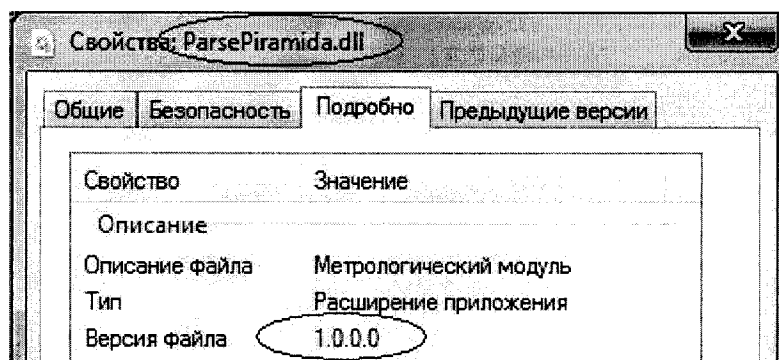 Свойства: ParsePiramida.dll
Общие Безопасность Подробно Предыдущие версии
Свойство Значение
Описание
Описание файла Метрологический модуль
Тип Расширение приложения
Версия файла 1.0.0.0